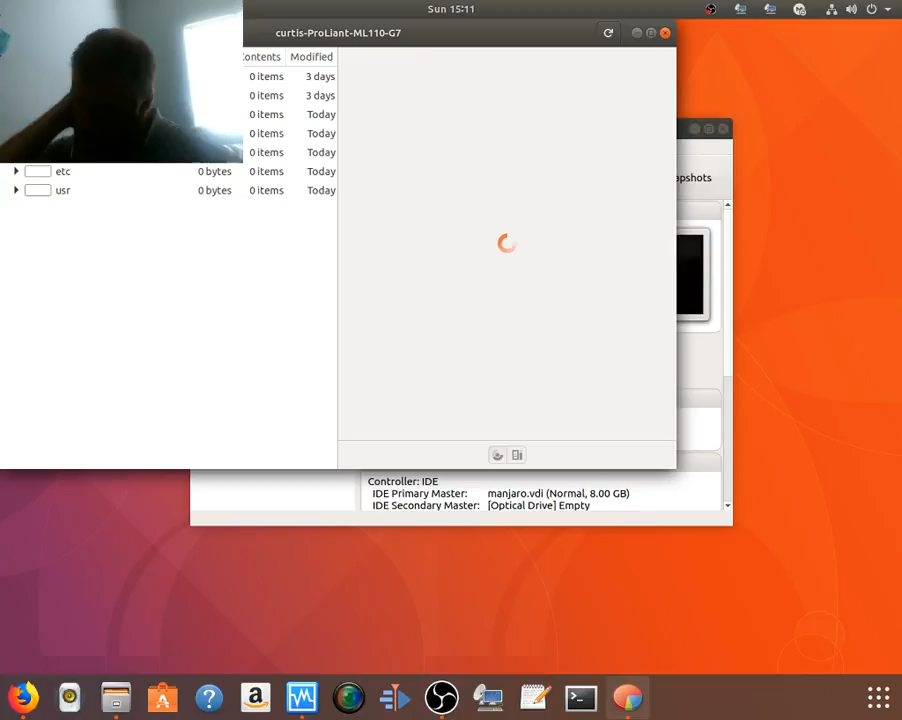 Sun 15:11
curtis-ProLiant-ML110-G7
Contents Modified
0 items 3 days
0 items 3 days
0 items Today
0 items Today
0 items Today
etc 0 bytes 0 items Today
usr 0 bytes 0 items Today
apshots
Controller: IDE
IDE Primary Master: manjaro.vdi (Normal, 8.00 GB)
IDE Secondary Master: [Optical Drive] Empty